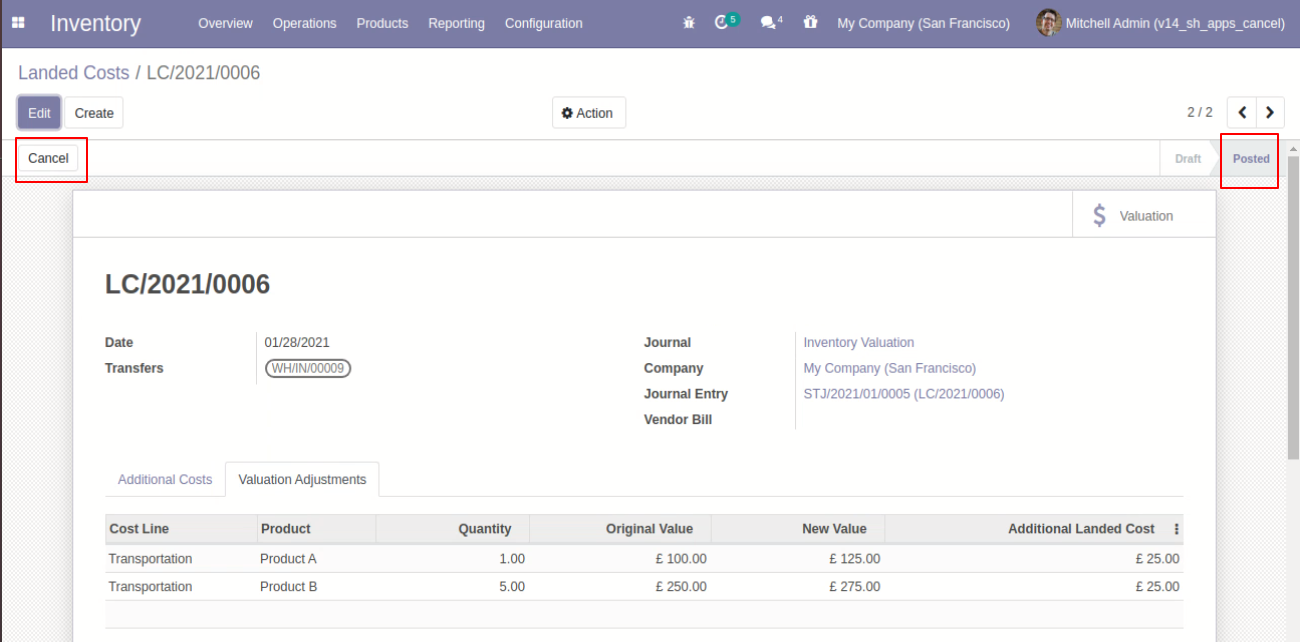 Inventory Overview Operations Products Reporting Configuration 5 4 My Company (San Francisco) Mitchell Admin (v14_sh_apps_cancel)
Landed Costs / LC/2021/0006
Edit Create Action 2 / 2
Cancel Draft Posted
$ Valuation
LC/2021/0006
Date 01/28/2021 Journal Inventory Valuation
Transfers WH/IN/00009 Company My Company (San Francisco)
Journal Entry STJ/2021/01/0005 (LC/2021/0006)
Vendor Bill
Additional Costs Valuation Adjustments
Cost Line Product Quantity Original Value New Value Additional Landed Cost
Transportation Product A 1.00 £ 100.00 £ 125.00 £ 25.00
Transportation Product B 5.00 £ 250.00 £ 275.00 £ 25.00